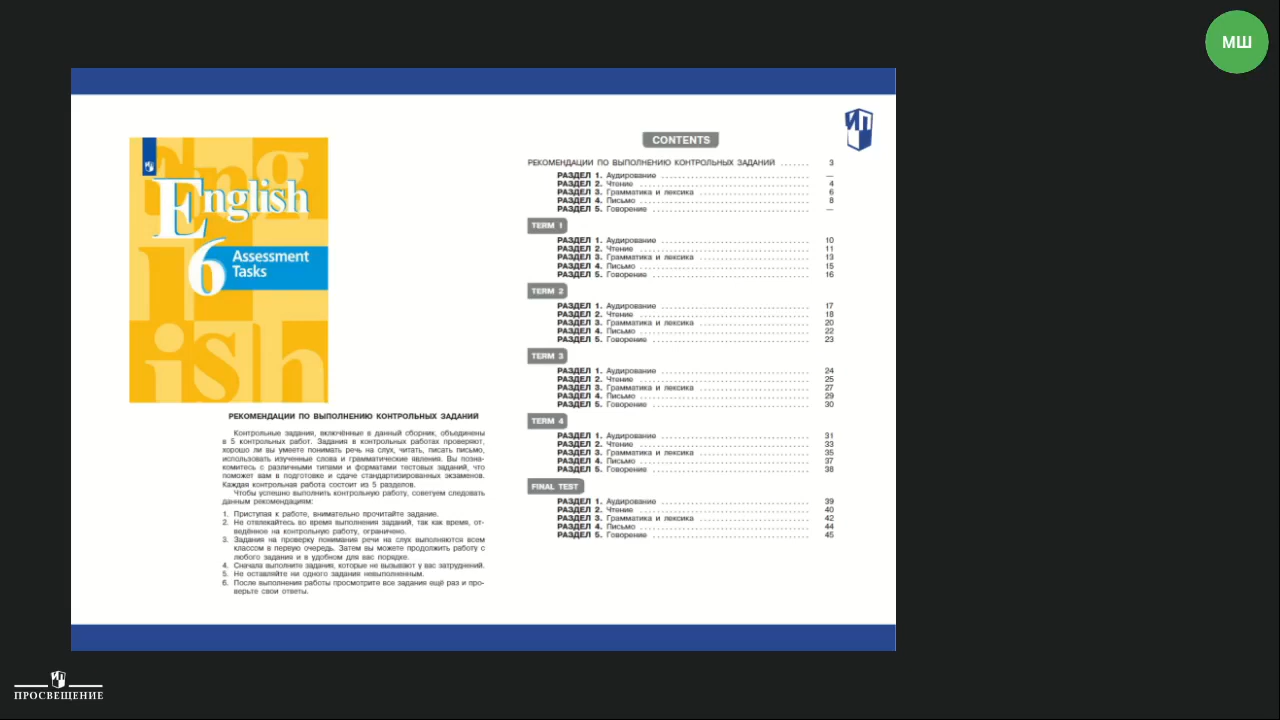 МШ
English
6
Assessment
Tasks
РЕКОМЕНДАЦИИ ПО ВЫПОЛНЕНИЮ КОНТРОЛЬНЫХ ЗАДАНИЙ
Контрольные задания, включённые в данный сборник, объединены
в 5 контрольных работ. Задания в контрольных работах проверяют,
хорошо ли вы умеете понимать речь на слух, читать, писать письмо,
использовать изученные слова и грамматические явления. Вы позна-
комитесь с различными типами и форматами тестовых заданий, что
поможет вам в подготовке и сдаче стандартизированных экзаменов.
Каждая контрольная работа состоит из 5 разделов.
Чтобы успешно выполнить контрольную работу, советуем следовать
данным рекомендациям:
1. Приступая к работе, внимательно прочитайте задание.
2. Не отвлекайтесь во время выполнения заданий, так как время, от-
ведённое на контрольную работу, ограничено.
3. Задания на проверку понимания речи на слух выполняются всем
классом в первую очередь. Затем вы можете продолжить работу с
любого задания и в удобном для вас порядке.
4. Сначала выполните задания, которые не вызывают у вас затруднений.
5. Не оставляйте ни одного задания невыполненным.
6. После выполнения работы просмотрите все задания ещё раз и про-
верьте свои ответы.
CONTENTS
РЕКОМЕНДАЦИИ ПО ВЫПОЛНЕНИЮ КОНТРОЛЬНЫХ ЗАДАНИЙ ....... 3
РАЗДЕЛ 1. Аудирование ........ —
РАЗДЕЛ 2. Чтение ........ 4
РАЗДЕЛ 3. Грамматика и лексика ........ 6
РАЗДЕЛ 4. Письмо ........ 8
РАЗДЕЛ 5. Говорение ........ —
TERM 1
РАЗДЕЛ 1. Аудирование ........ 10
РАЗДЕЛ 2. Чтение ........ 11
РАЗДЕЛ 3. Грамматика и лексика ........ 13
РАЗДЕЛ 4. Письмо ........ 15
РАЗДЕЛ 5. Говорение ........ 16
TERM 2
РАЗДЕЛ 1. Аудирование ........ 17
РАЗДЕЛ 2. Чтение ........ 18
РАЗДЕЛ 3. Грамматика и лексика ........ 20
РАЗДЕЛ 4. Письмо ........ 22
РАЗДЕЛ 5. Говорение ........ 23
TERM 3
РАЗДЕЛ 1. Аудирование ........ 24
РАЗДЕЛ 2. Чтение ........ 25
РАЗДЕЛ 3. Грамматика и лексика ........ 27
РАЗДЕЛ 4. Письмо ........ 29
РАЗДЕЛ 5. Говорение ........ 30
TERM 4
РАЗДЕЛ 1. Аудирование ........ 31
РАЗДЕЛ 2. Чтение ........ 33
РАЗДЕЛ 3. Грамматика и лексика ........ 35
РАЗДЕЛ 4. Письмо ........ 37
РАЗДЕЛ 5. Говорение ........ 38
FINAL TEST
РАЗДЕЛ 1. Аудирование ........ 39
РАЗДЕЛ 2. Чтение ........ 40
РАЗДЕЛ 3. Грамматика и лексика ........ 42
РАЗДЕЛ 4. Письмо ........ 44
РАЗДЕЛ 5. Говорение ........ 45
ПРОСВЕЩЕНИЕ